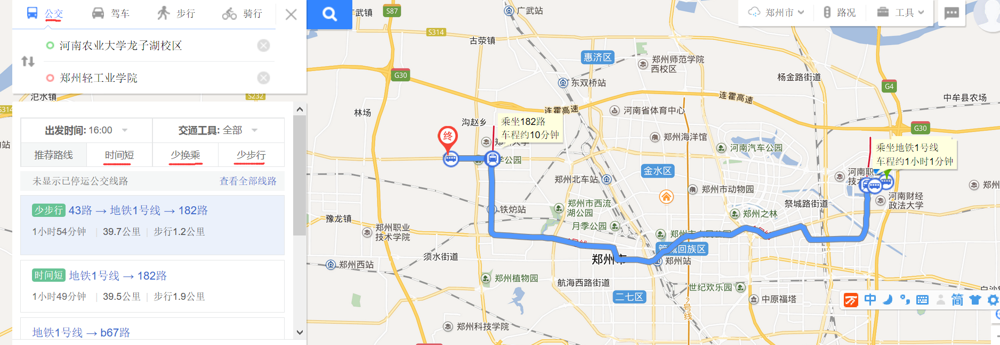 公交
驾车
步行
骑行
河南农业大学龙子湖校区
郑州轻工业学院
出发时间: 16:00
交通工具: 全部
推荐路线
时间短
少换乘
少步行
未显示已停运公交线路
查看全部线路
少步行 43路 → 地铁1号线 → 182路
1小时54分钟 | 39.7公里 | 步行1.2公里
时间短 地铁1号线 → 182路
1小时49分钟 | 39.5公里 | 步行1.9公里
地铁1号线 → b67路
郑州市
路况
工具
武镇
S87
广武站
S314
古荥镇
惠济区
郑州师范学院
西校区
G30
东双桥站
杨金路街道
G4
中牟县农场
汜水镇
S232
S314
连霍高速
连霍高速
林场
河南省体育中心
沟赵乡
乘坐182路
车程约10分钟
G30
终
郑州海洋馆
河南汽车公园
乘坐地铁1号线
车程约1小时1分钟
学公园
金水区
河南职业
技术
郑州北车站
郑州市动物园
河南财经
政法大学
郑州
祭城路街道
郑州市西流
湖公园
铁炉站
郑州之林
豫龙镇
月季公园
郑州职业
技术学院
管城回族区
须水街道
郑州市
郑州站
郑州西站
郑州植物园
航海西路街道
世纪欢乐园
二七区
中原福塔
2号线
郑州科技学院
站
中
简